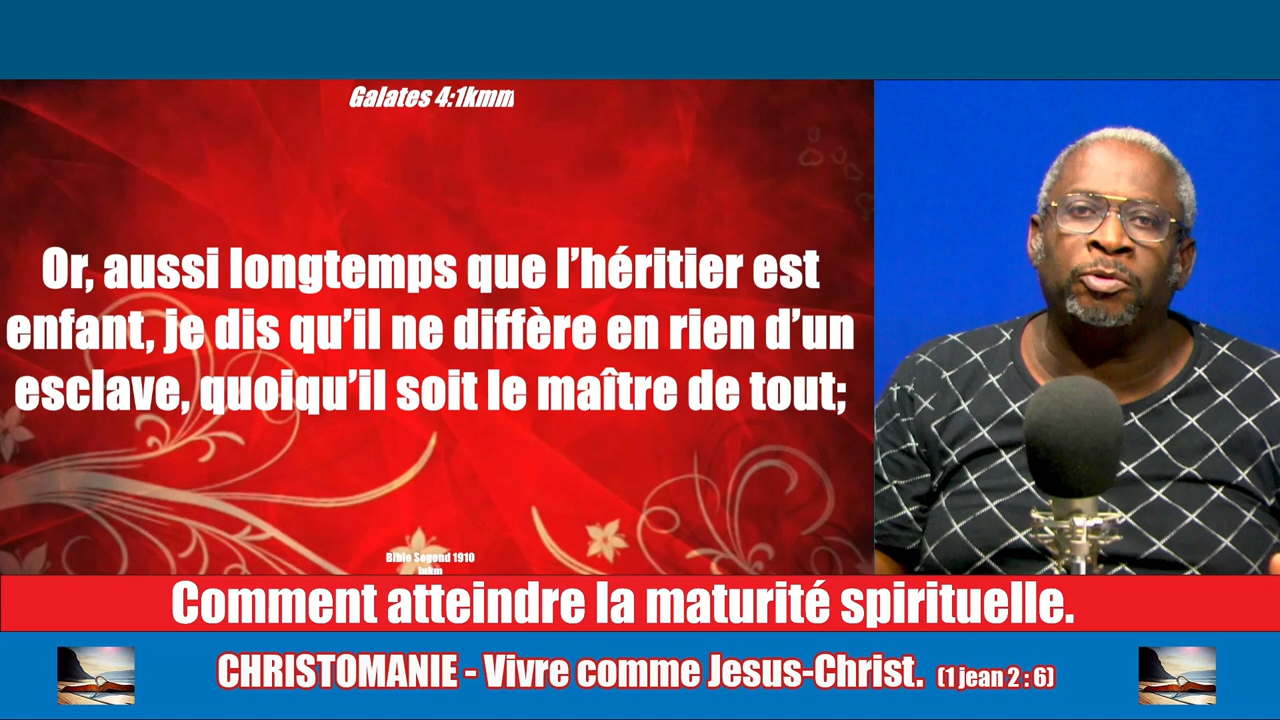 Galates 4:1kmm
Or, aussi longtemps que l’héritier est
enfant, je dis qu’il ne diffère en rien d’un
esclave, quoiqu’il soit le maître de tout;
Bible Segond 1910
Comment atteindre la maturité spirituelle.
CHRISTOMANIE - Vivre comme Jesus-Christ. (1 jean 2 : 6)